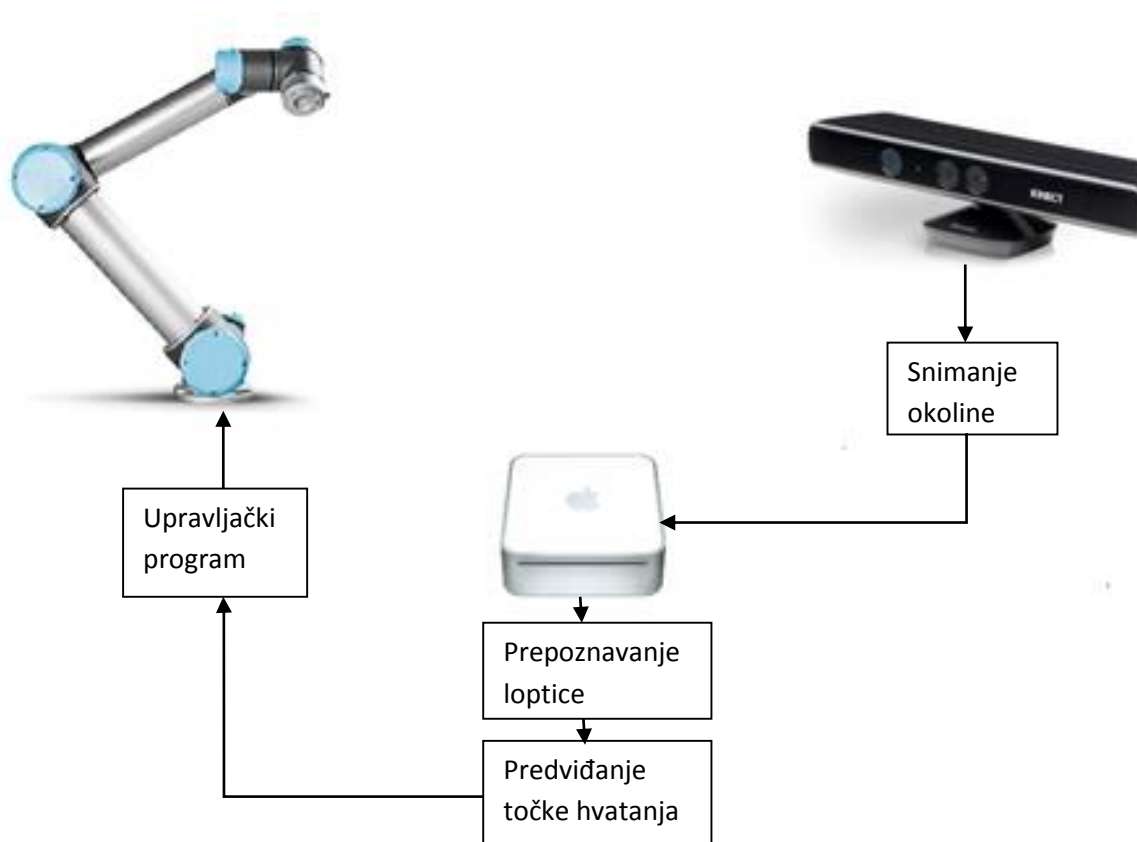 KINECT
Snimanje
okoline
Upravljački
program
Prepoznavanje
loptice
Predviđanje
točke hvatanja